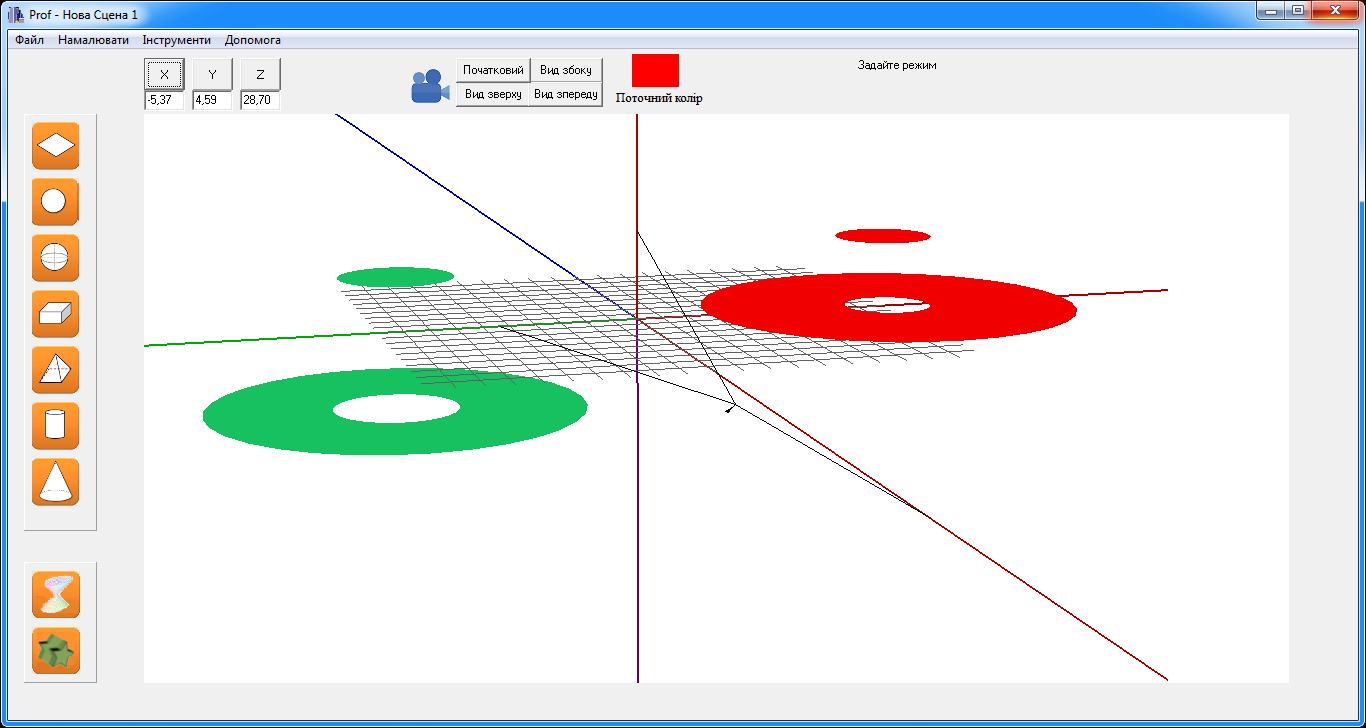 Prof - Нова Сцена 1
Файл Намалювати Інструменти Допомога
X Y Z
-5,37 4,59 28,70
Початковий Вид збоку
Вид зверху Вид зпереду
Поточний колір
Задайте режим